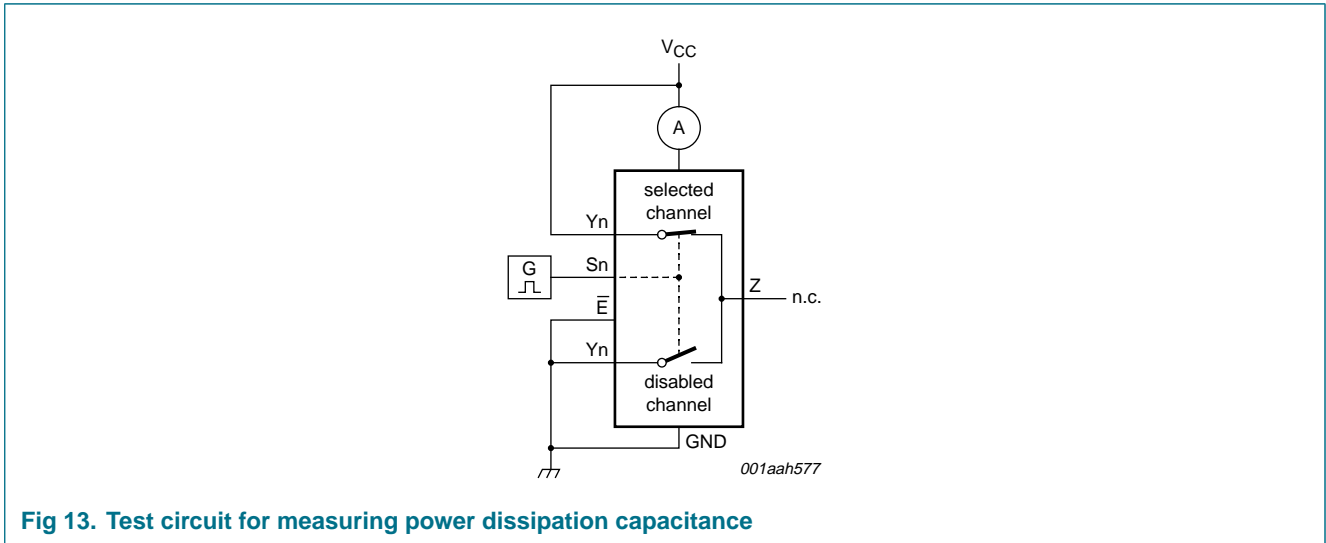 VCC
A
selected
channel
Yn
G
Sn
E̅
Z
n.c.
Yn
disabled
channel
GND
001aah577
Fig 13. Test circuit for measuring power dissipation capacitance